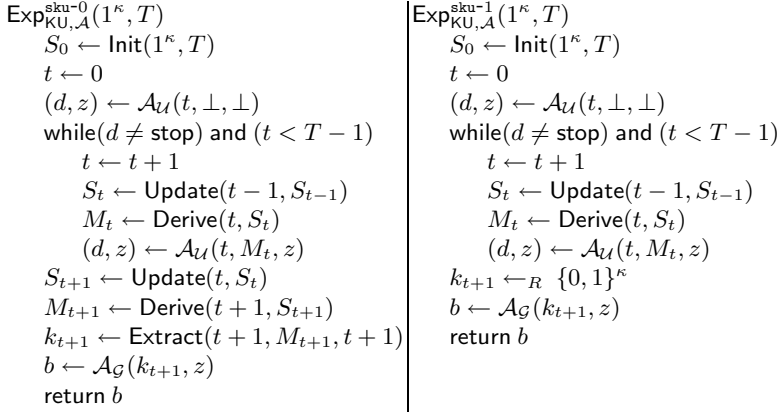 Exp^{sku-0}_{KU,𝒜}(1^κ, T)
S_0 ← Init(1^κ, T)
t ← 0
(d, z) ← 𝒜_𝒰(t, ⊥, ⊥)
while(d ≠ stop) and (t < T − 1)
t ← t + 1
S_t ← Update(t − 1, S_{t−1})
M_t ← Derive(t, S_t)
(d, z) ← 𝒜_𝒰(t, M_t, z)
S_{t+1} ← Update(t, S_t)
M_{t+1} ← Derive(t + 1, S_{t+1})
k_{t+1} ← Extract(t + 1, M_{t+1}, t + 1)
b ← 𝒜_𝒢(k_{t+1}, z)
return b
Exp^{sku-1}_{KU,𝒜}(1^κ, T)
S_0 ← Init(1^κ, T)
t ← 0
(d, z) ← 𝒜_𝒰(t, ⊥, ⊥)
while(d ≠ stop) and (t < T − 1)
t ← t + 1
S_t ← Update(t − 1, S_{t−1})
M_t ← Derive(t, S_t)
(d, z) ← 𝒜_𝒰(t, M_t, z)
k_{t+1} ←_R {0, 1}^κ
b ← 𝒜_𝒢(k_{t+1}, z)
return b